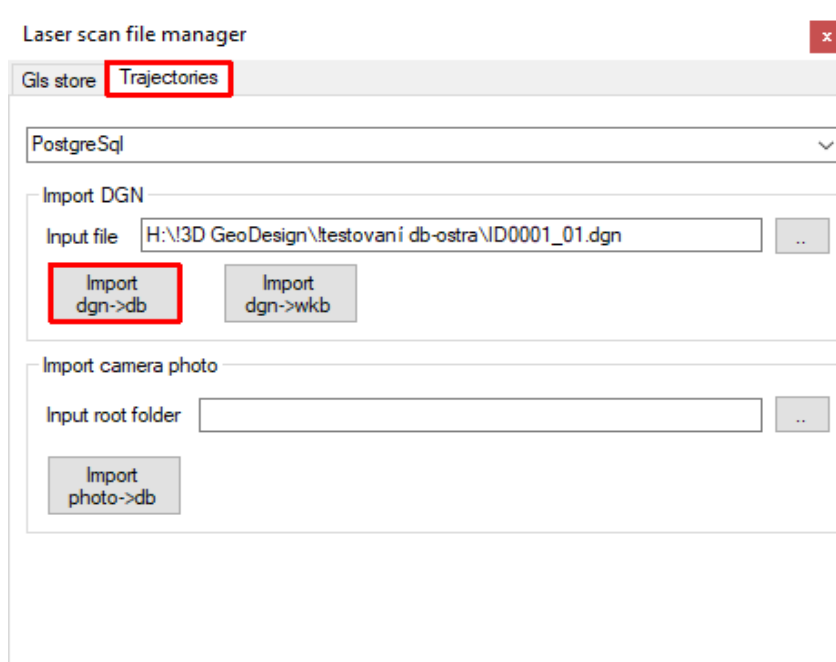 Laser scan file manager
x
Gls store Trajectories
PostgreSql
Import DGN
Input file H:\!3D GeoDesign\!testovaní db-ostra\ID0001_01.dgn ..
Import Import
dgn->db dgn->wkb
Import camera photo
Input root folder ..
Import
photo->db